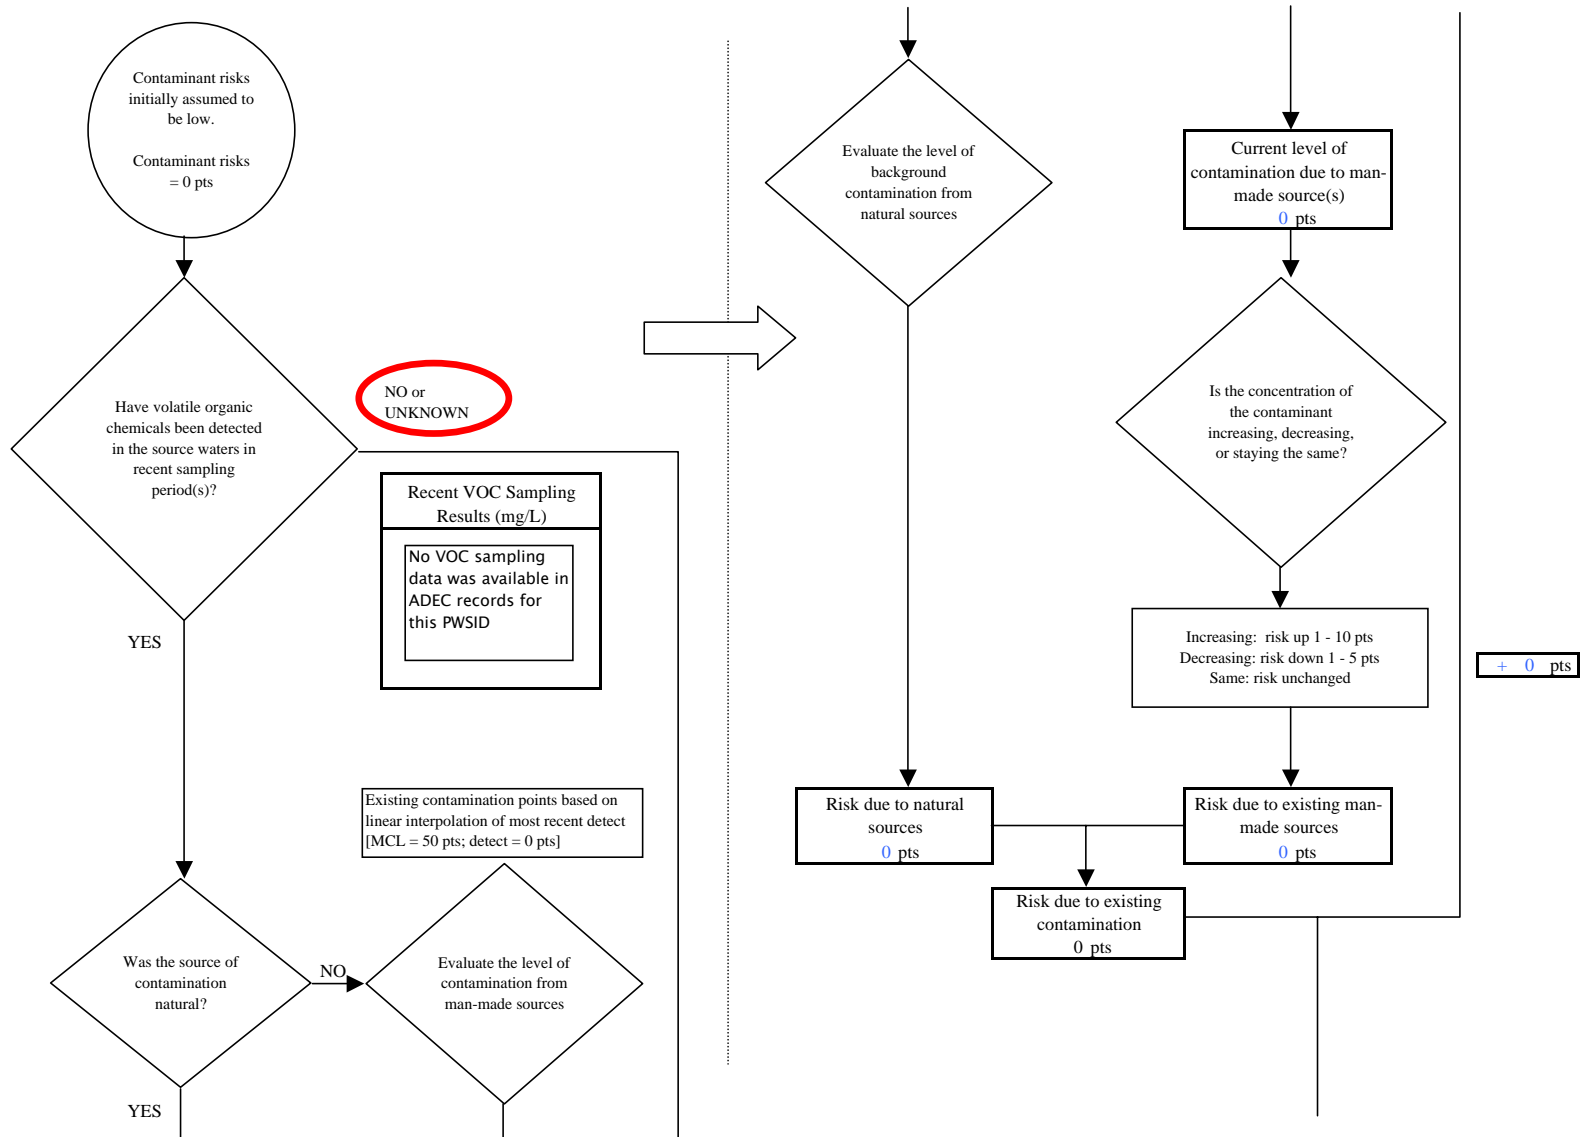 Contaminant risks
initially assumed to
be low.
Contaminant risks
= 0 pts
Have volatile organic
chemicals been detected
in the source waters in
recent sampling
period(s)?
NO or
UNKNOWN
Recent VOC Sampling
Results (mg/L)
No VOC sampling
data was available in
ADEC records for
this PWSID
YES
Existing contamination points based on
linear interpolation of most recent detect
[MCL = 50 pts; detect = 0 pts]
Was the source of
contamination
natural?
NO
Evaluate the level of
contamination from
man-made sources
YES
Evaluate the level of
background
contamination from
natural sources
Current level of
contamination due to man-
made source(s)
0 pts
Is the concentration of
the contaminant
increasing, decreasing,
or staying the same?
Increasing: risk up 1 - 10 pts
Decreasing: risk down 1 - 5 pts
Same: risk unchanged
+ 0 pts
Risk due to natural
sources
0 pts
Risk due to existing man-
made sources
0 pts
Risk due to existing
contamination
0 pts